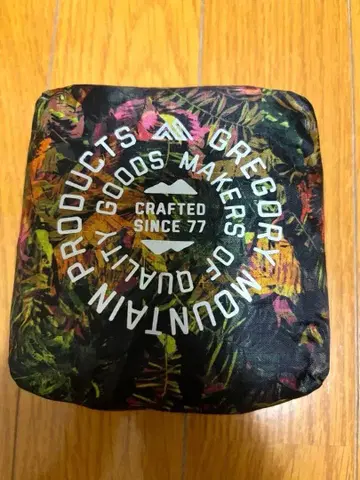 GREGORY MOUNTAIN PRODUCTS
MAKERS OF QUALITY GOODS
CRAFTED
SINCE 77